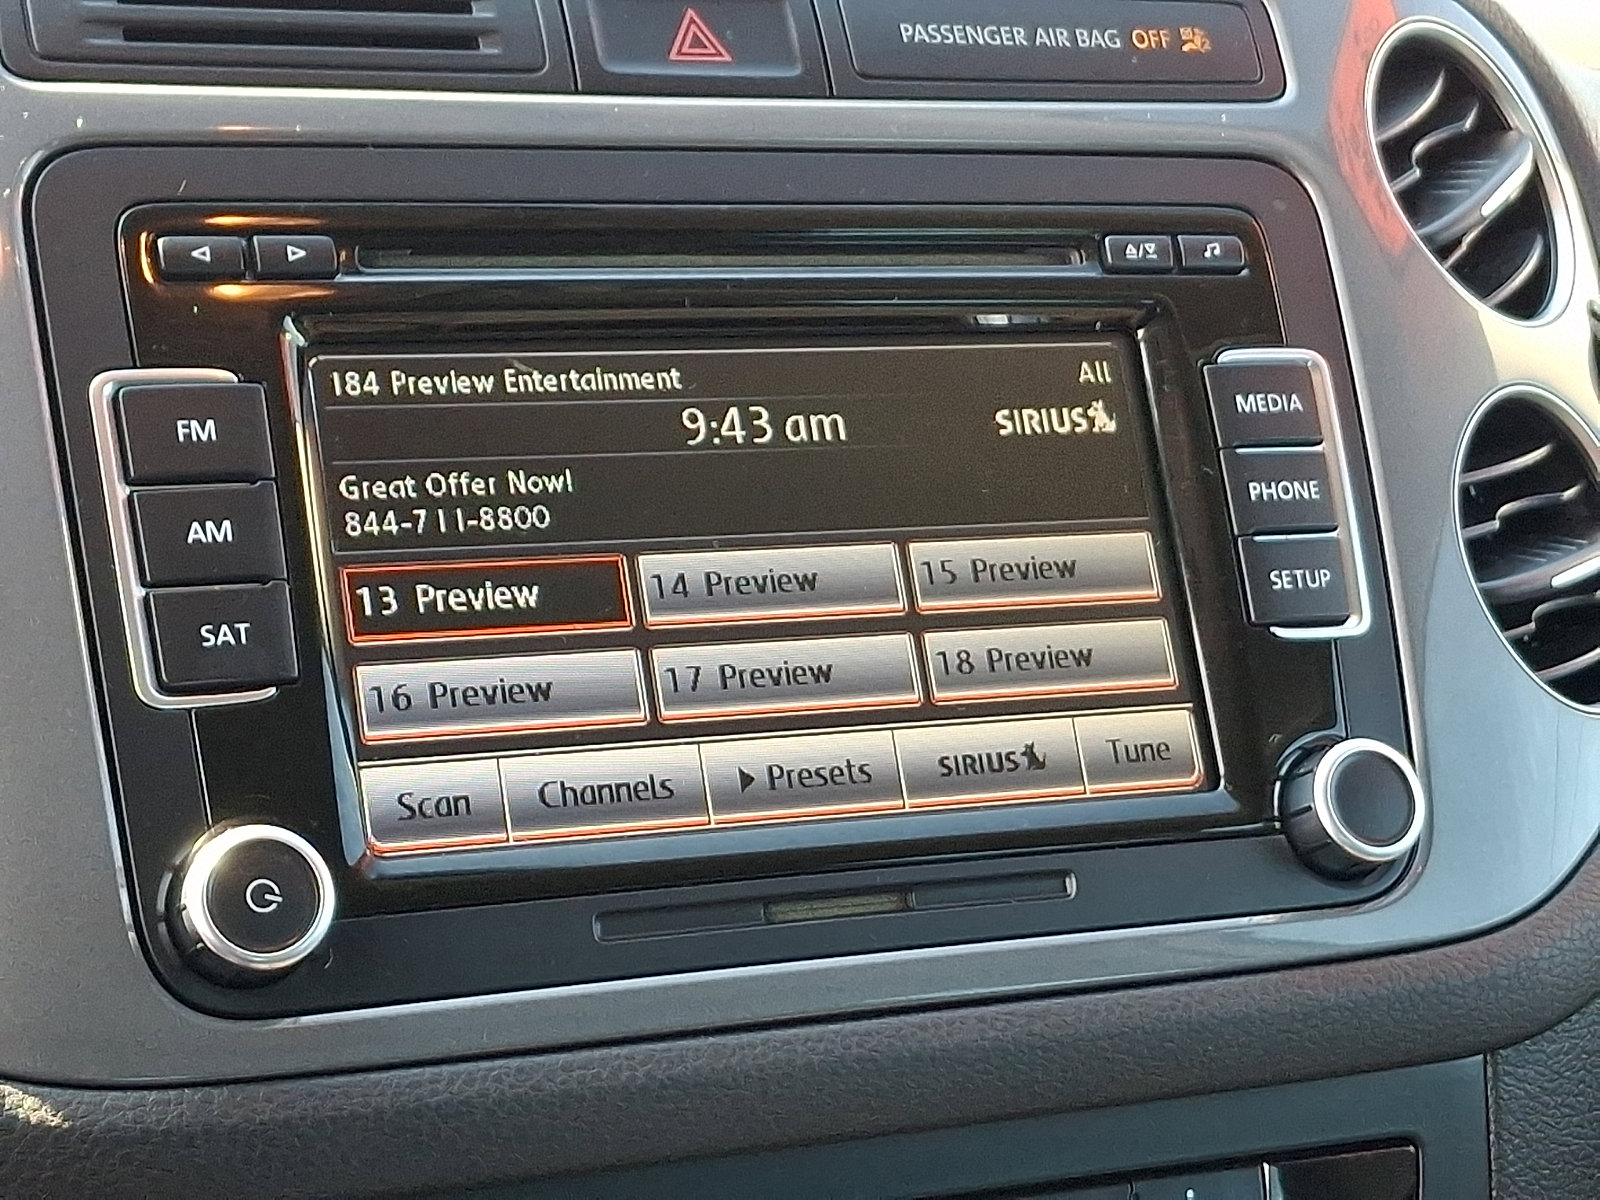 PASSENGER AIR BAG OFF
184 Preview Entertainment All
9:43 am SIRIUS
Great Offer Now!
844-711-8800
13 Preview 14 Preview 15 Preview
16 Preview 17 Preview 18 Preview
Scan Channels Presets SIRIUS Tune
FM
AM
SAT
MEDIA
PHONE
SETUP